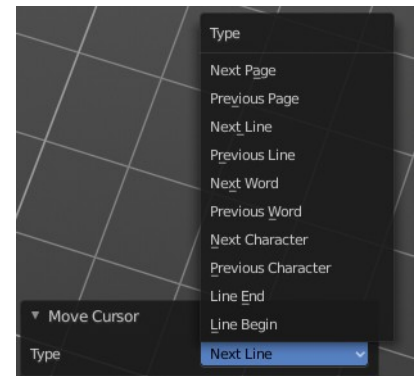 Type
Next Page
Previous Page
Next Line
Previous Line
Next Word
Previous Word
Next Character
Previous Character
Line End
Line Begin
Move Cursor
Type Next Line